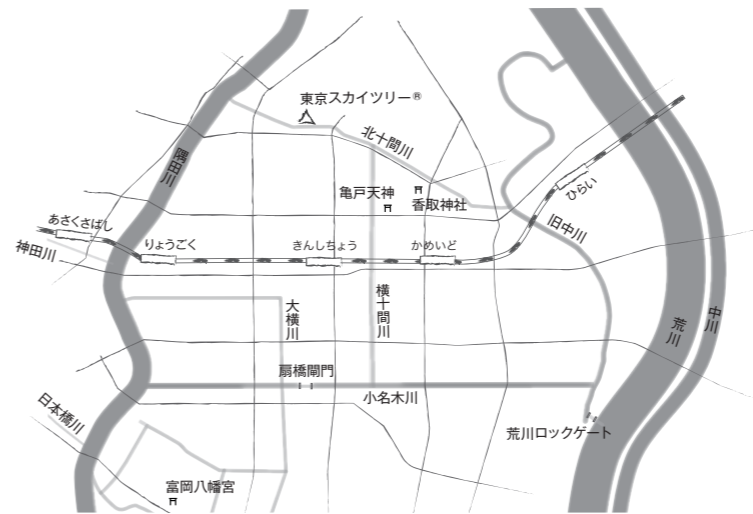 東京スカイツリー®
北十間川
隅田川
亀戸天神
香取神社
ひらい
あさくさばし
りょうごく
きんしちょう
かめいど
旧中川
神田川
大横川
横十間川
荒川
中川
扇橋閘門
小名木川
日本橋川
荒川ロックゲート
富岡八幡宮